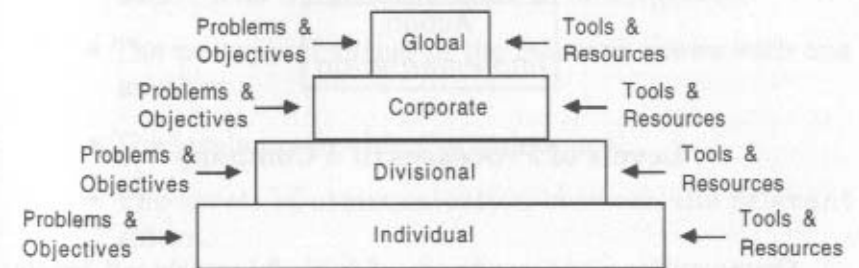 Problems &
Objectives
Global
Tools &
Resources
Problems &
Objectives
Corporate
Tools &
Resources
Problems &
Objectives
Divisional
Tools &
Resources
Problems &
Objectives
Individual
Tools &
Resources